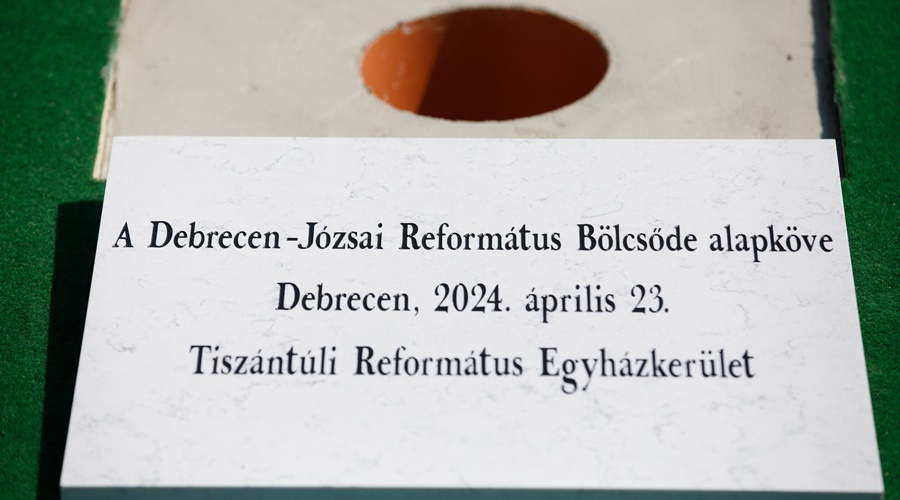 A Debrecen-Józsai Református Bölcsőde alapköve
Debrecen, 2024. április 23.
Tiszántúli Református Egyházkerület